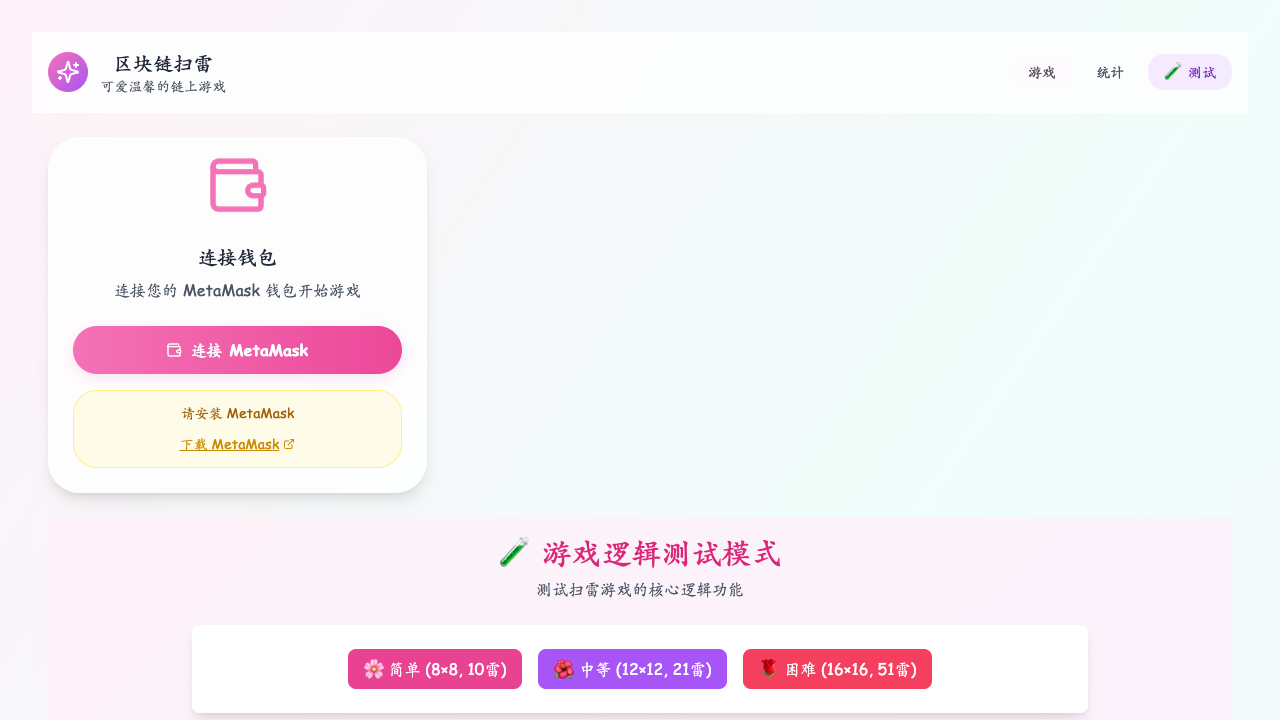 区块链扫雷
可爱温馨的链上游戏
游戏
统计
🧪 测试
连接钱包
连接您的 MetaMask 钱包开始游戏
连接 MetaMask
请安装 MetaMask
下载 MetaMask
🧪 游戏逻辑测试模式
测试扫雷游戏的核心逻辑功能
🌸 简单 (8×8, 10雷)
🌺 中等 (12×12, 21雷)
🌹 困难 (16×16, 51雷)